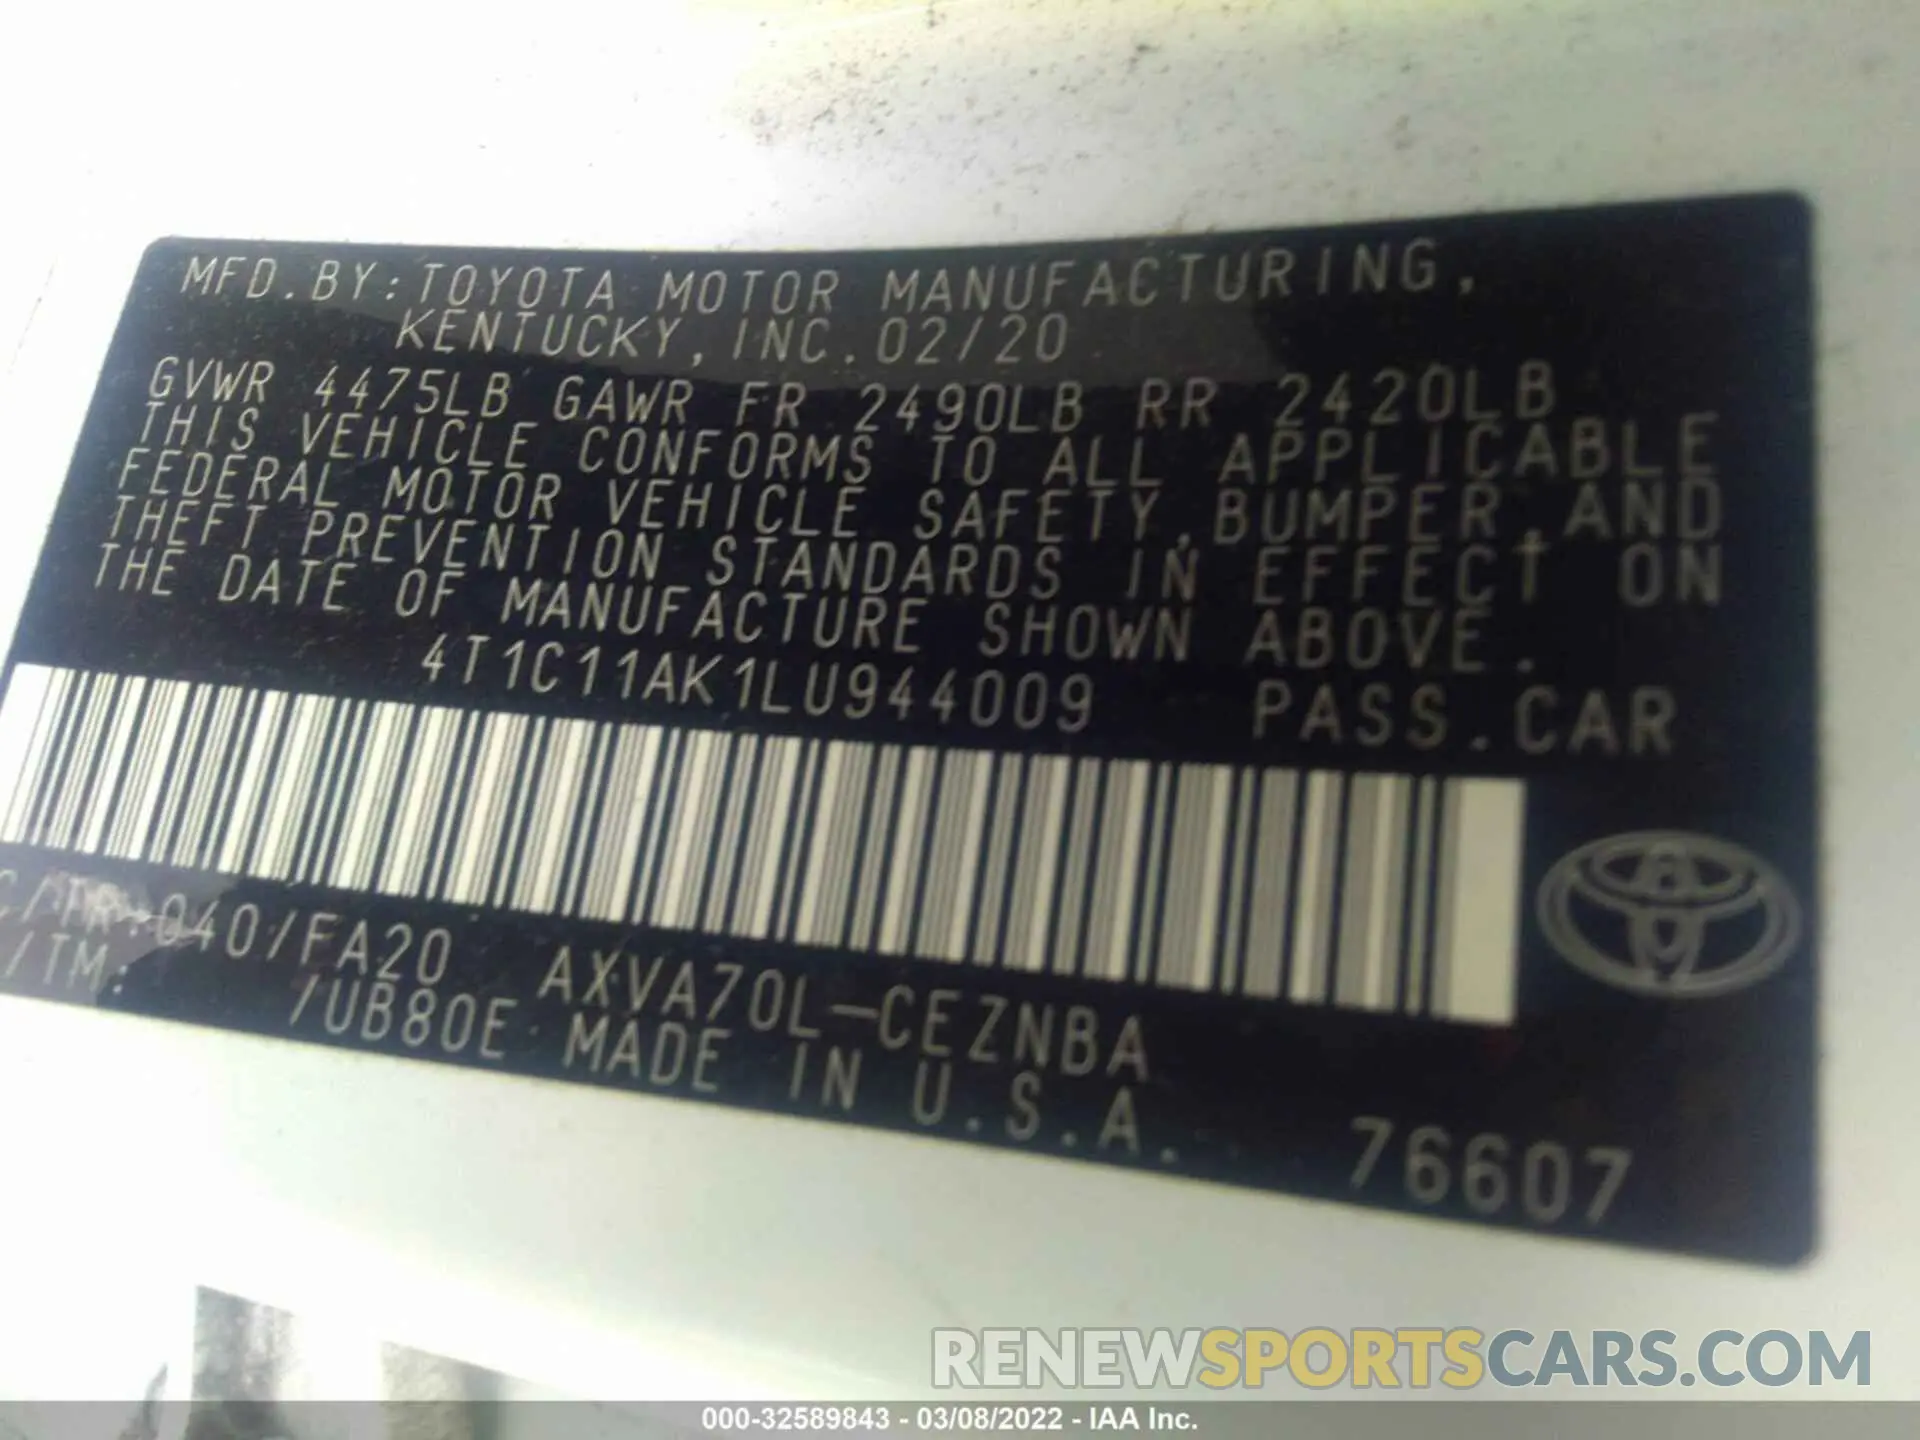 MFD.BY:TOYOTA MOTOR MANUFACTURING,
KENTUCKY, INC. 02/20
GVWR 4475LB GAWR FR 2490LB RR 2420LB
THIS VEHICLE CONFORMS TO ALL APPLICABLE
FEDERAL MOTOR VEHICLE SAFETY, BUMPER, AND
THEFT PREVENTION STANDARDS IN EFFECT ON
THE DATE OF MANUFACTURE SHOWN ABOVE.
4T1C11AK1LU944009 PASS.CAR
C/TR:040/FA20 AXVA70L-CEZNBA
/TM: /UB80E MADE IN U.S.A.
76607
RENEWSPORTSCARS.COM
000-32589843 - 03/08/2022 - IAA Inc.